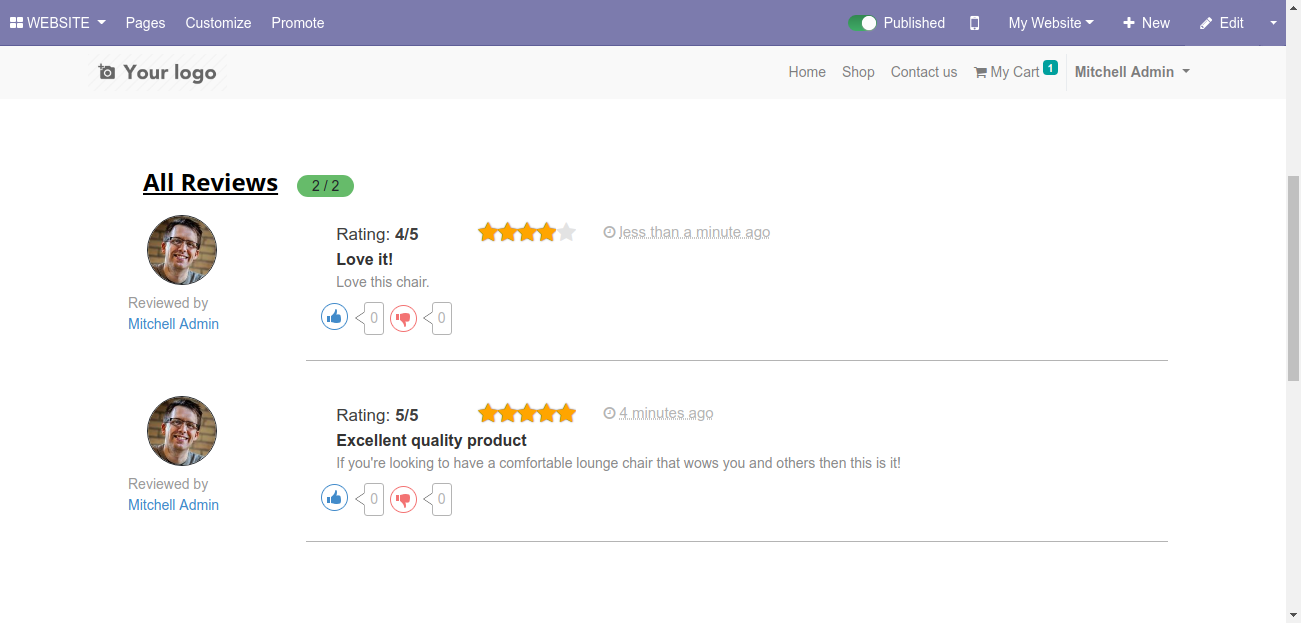 WEBSITE Pages Customize Promote Published My Website New Edit
Your logo Home Shop Contact us My Cart 1 Mitchell Admin
All Reviews 2 / 2
Rating: 4/5 less than a minute ago
Love it!
Love this chair.
0 0
Reviewed by
Mitchell Admin
Rating: 5/5 4 minutes ago
Excellent quality product
If you're looking to have a comfortable lounge chair that wows you and others then this is it!
0 0
Reviewed by
Mitchell Admin